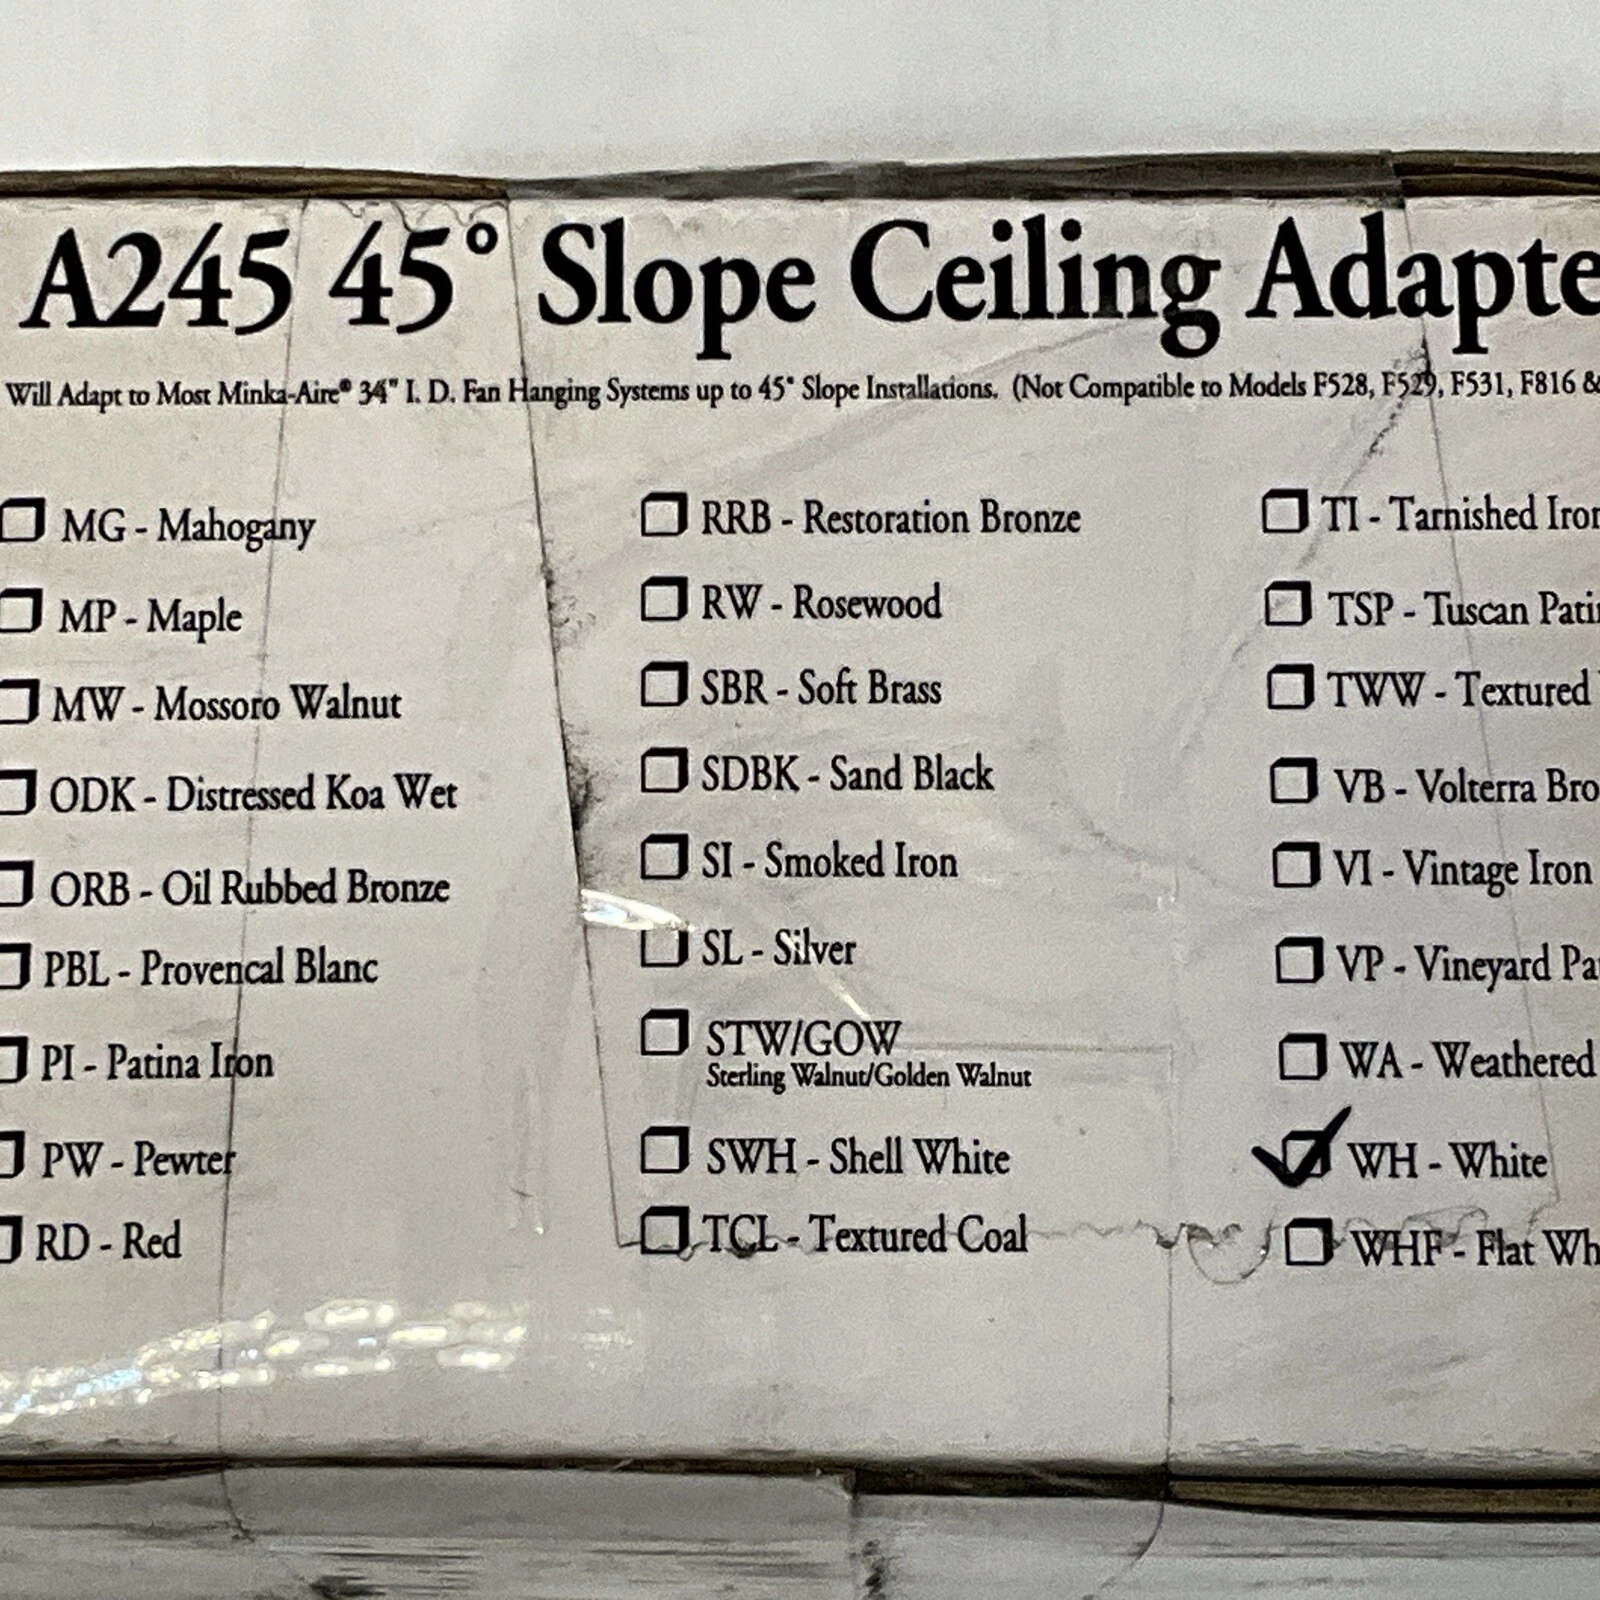 A245 45° Slope Ceiling Adapte
Will Adapt to Most Minka-Aire® 3⁄4" I. D. Fan Hanging Systems up to 45° Slope Installations. (Not Compatible to Models F528, F529, F531, F816 &
MG - Mahogany
MP - Maple
MW - Mossoro Walnut
ODK - Distressed Koa Wet
ORB - Oil Rubbed Bronze
PBL - Provencal Blanc
PI - Patina Iron
PW - Pewter
RD - Red
RRB - Restoration Bronze
RW - Rosewood
SBR - Soft Brass
SDBK - Sand Black
SI - Smoked Iron
SL - Silver
STW/GOW
Sterling Walnut/Golden Walnut
SWH - Shell White
TCL - Textured Coal
TI - Tarnished Iron
TSP - Tuscan Pati
TWW - Textured
VB - Volterra Bro
VI - Vintage Iron
VP - Vineyard Pa
WA - Weathered
WH - White
WHF - Flat Wh